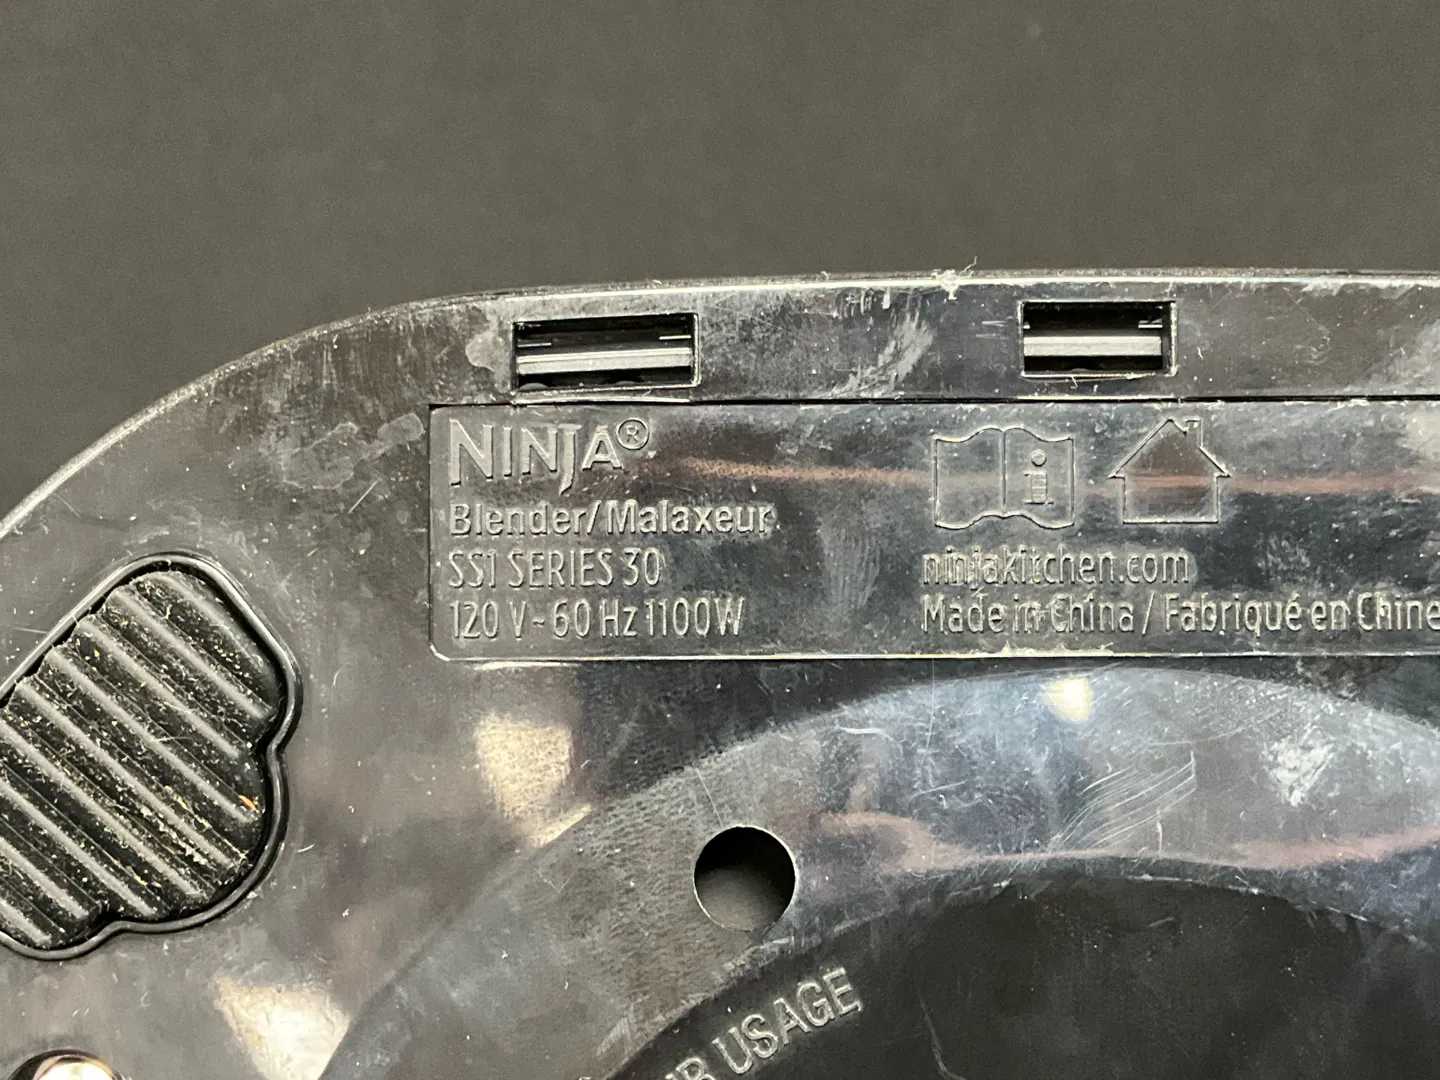 NINJA®
Blender/Malaxeur
SS1 SERIES 30
120 V~60 Hz 1100W
i
ninjakitchen.com
Made in China / Fabriqué en Chine
USAGE